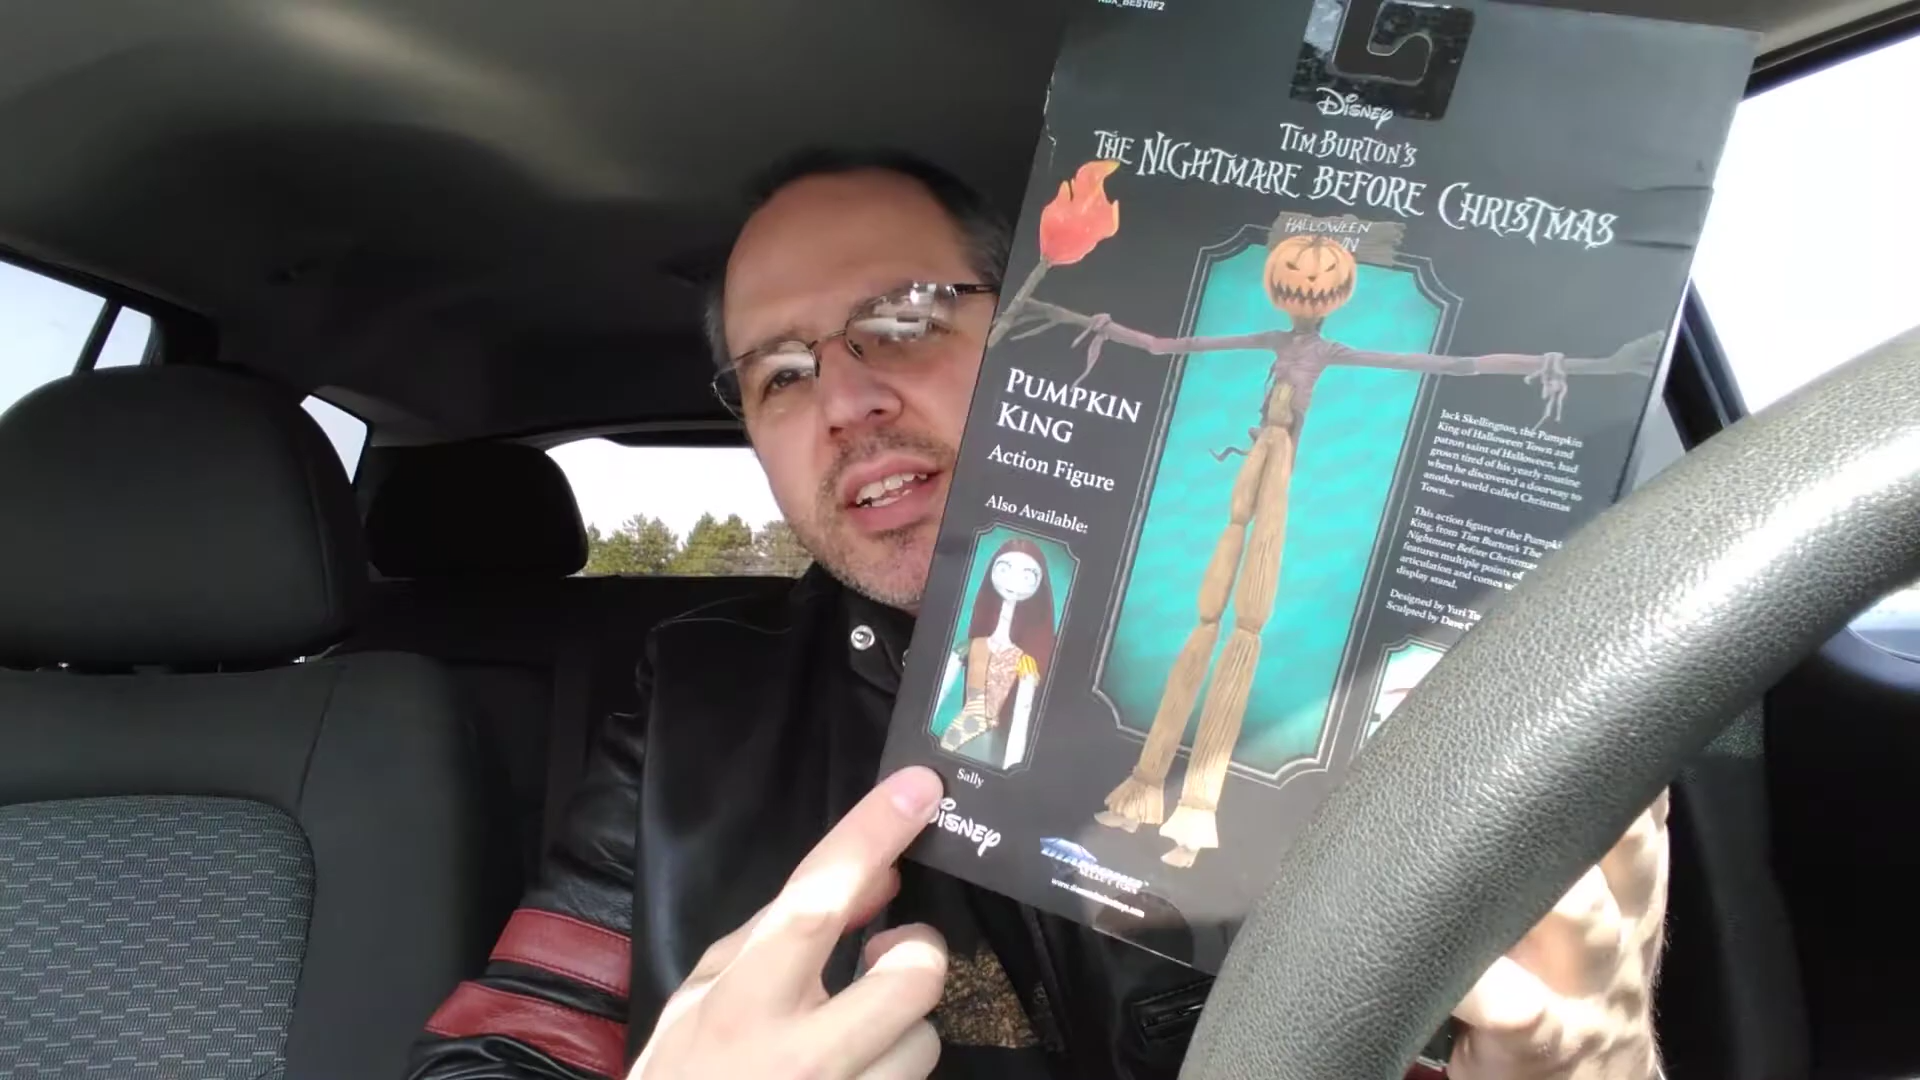 NBX_BESTOF2
Disney
Tim Burton's
The Nightmare Before Christmas
HALLOWEEN
PUMPKIN
KING
Action Figure
Also Available:
Sally
Disney
Jack Skellington, the Pumpkin
King of Halloween Town and
patron saint of Halloween, had
grown tired of his yearly routine
when he discovered a doorway to
another world called Christmas
Town...
This action figure of the
King, from Tim Burton's The
Nightmare Before
features multiple points of
articulation and comes
display stand.
Designed by Yuri
Sculpted by Dave